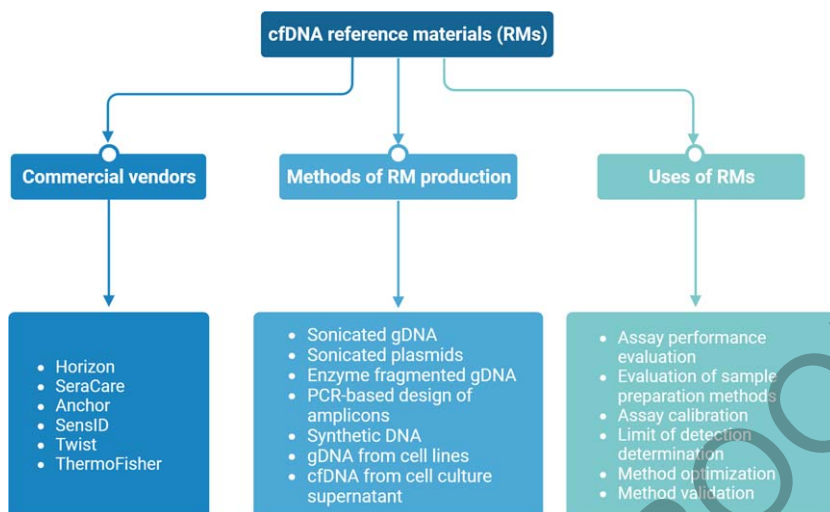 cfDNA reference materials (RMs)
Commercial vendors
Methods of RM production
Uses of RMs
• Horizon
• SeraCare
• Anchor
• SensID
• Twist
• ThermoFisher
• Sonicated gDNA
• Sonicated plasmids
• Enzyme fragmented gDNA
• PCR-based design of
amplicons
• Synthetic DNA
• gDNA from cell lines
• cfDNA from cell culture
supernatant
• Assay performance
evaluation
• Evaluation of sample
preparation methods
• Assay calibration
• Limit of detection
determination
• Method optimization
• Method validation